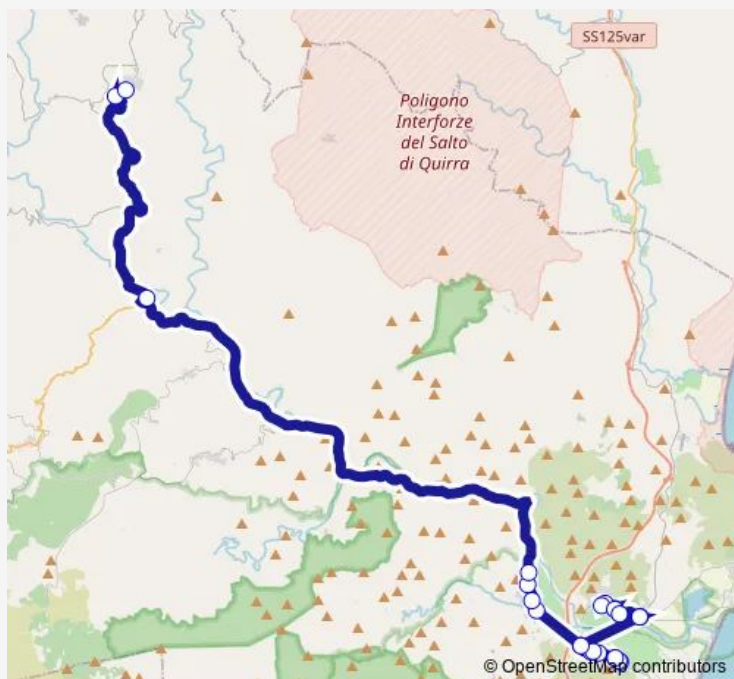 SS125var
Poligono
Interforze
del Salto
di Quirra
© OpenStreetMap contributors